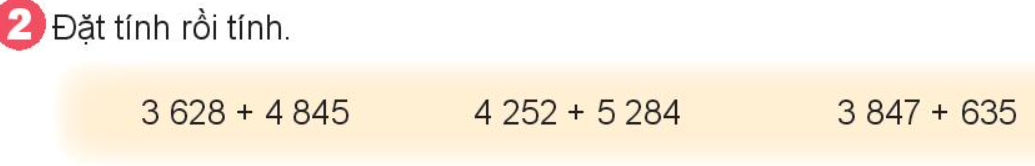 2 Đặt tính rồi tính.
3 628 + 4 845 4 252 + 5 284 3 847 + 635